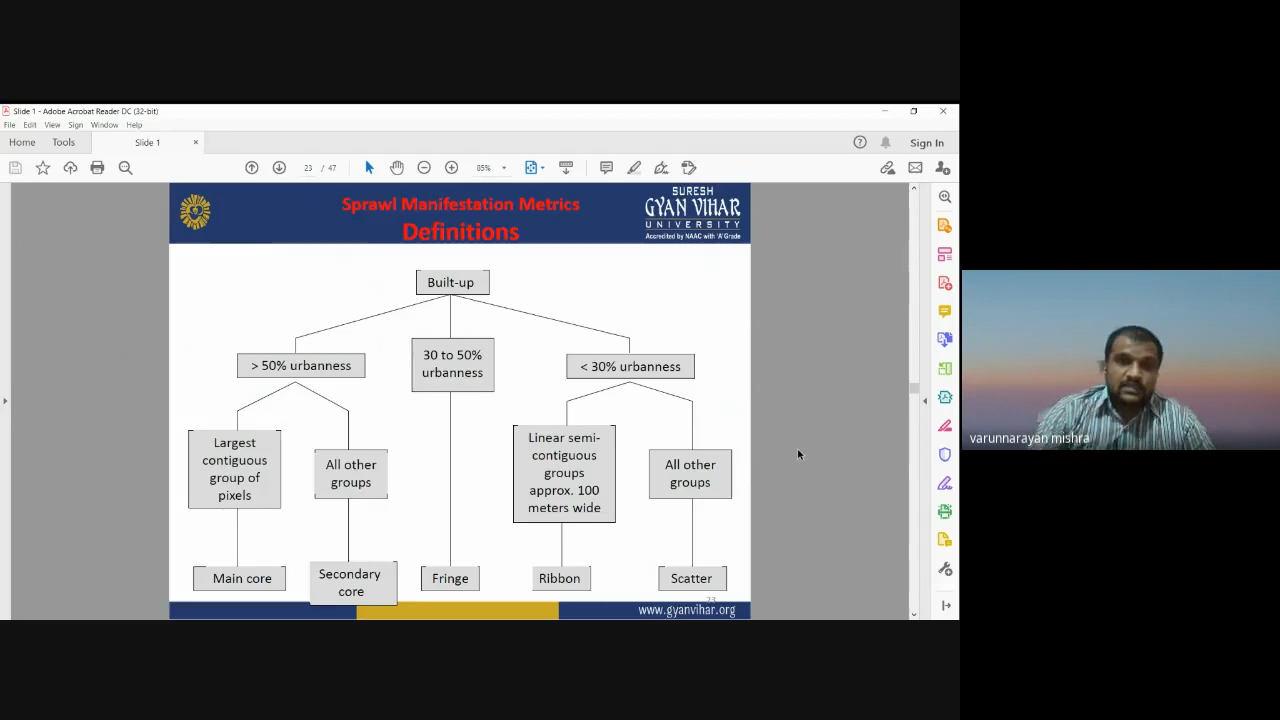 Slide 1 - Adobe Acrobat Reader DC (32-bit)
File Edit View Sign Window Help
Home Tools Slide 1 × Sign In
23 / 47 85%
Sprawl Manifestation Metrics
Definitions
SURESH
GYAN VIHAR
UNIVERSITY
Accredited by NAAC with 'A' Grade
Built-up
> 50% urbanness
30 to 50%
urbanness
< 30% urbanness
Largest
contiguous
group of
pixels
All other
groups
Linear semi-
contiguous
groups
approx. 100
meters wide
All other
groups
Main core
Secondary
core
Fringe
Ribbon
Scatter
23
www.gyanvihar.org
varunnarayan mishra